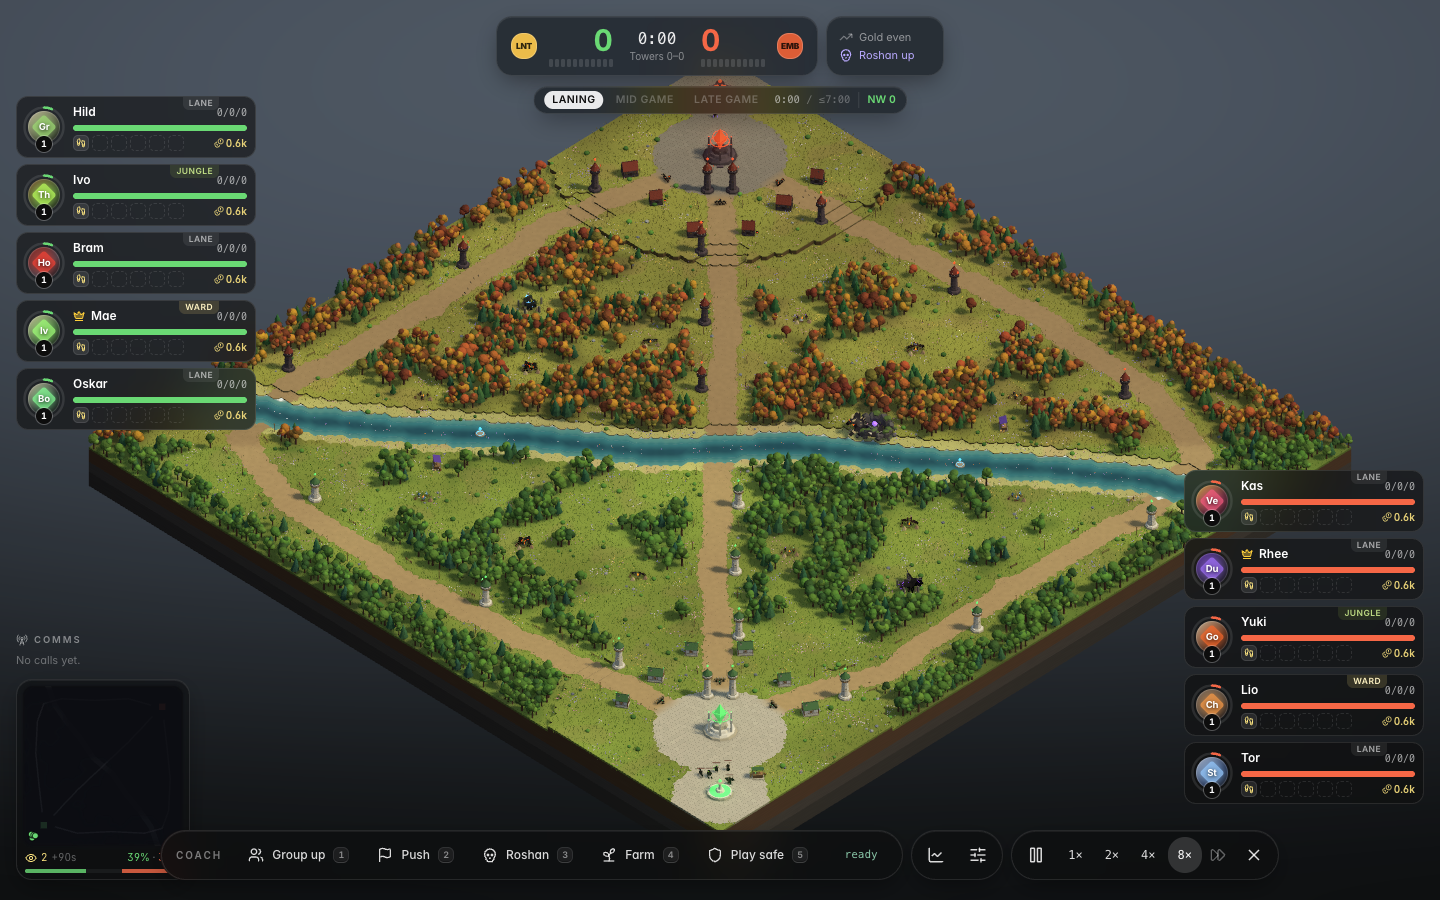 LNT 0 0:00 0 EMB
Towers 0–0
Gold even
Roshan up
LANING MID GAME LATE GAME 0:00 / ≤7:00 NW 0
LANE
Gr 1 Hild 0/0/0
0.6k
JUNGLE
Th 1 Ivo 0/0/0
0.6k
LANE
Ho 1 Bram 0/0/0
0.6k
WARD
Iv 1 Mae 0/0/0
0.6k
LANE
Bo 1 Oskar 0/0/0
0.6k
LANE
Ve 1 Kas 0/0/0
0.6k
LANE
Du 1 Rhee 0/0/0
0.6k
JUNGLE
Go 1 Yuki 0/0/0
0.6k
WARD
Ch 1 Lio 0/0/0
0.6k
LANE
St 1 Tor 0/0/0
0.6k
COMMS
No calls yet.
2 +90s 39% ·
COACH Group up 1 Push 2 Roshan 3 Farm 4 Play safe 5 ready
1× 2× 4× 8×